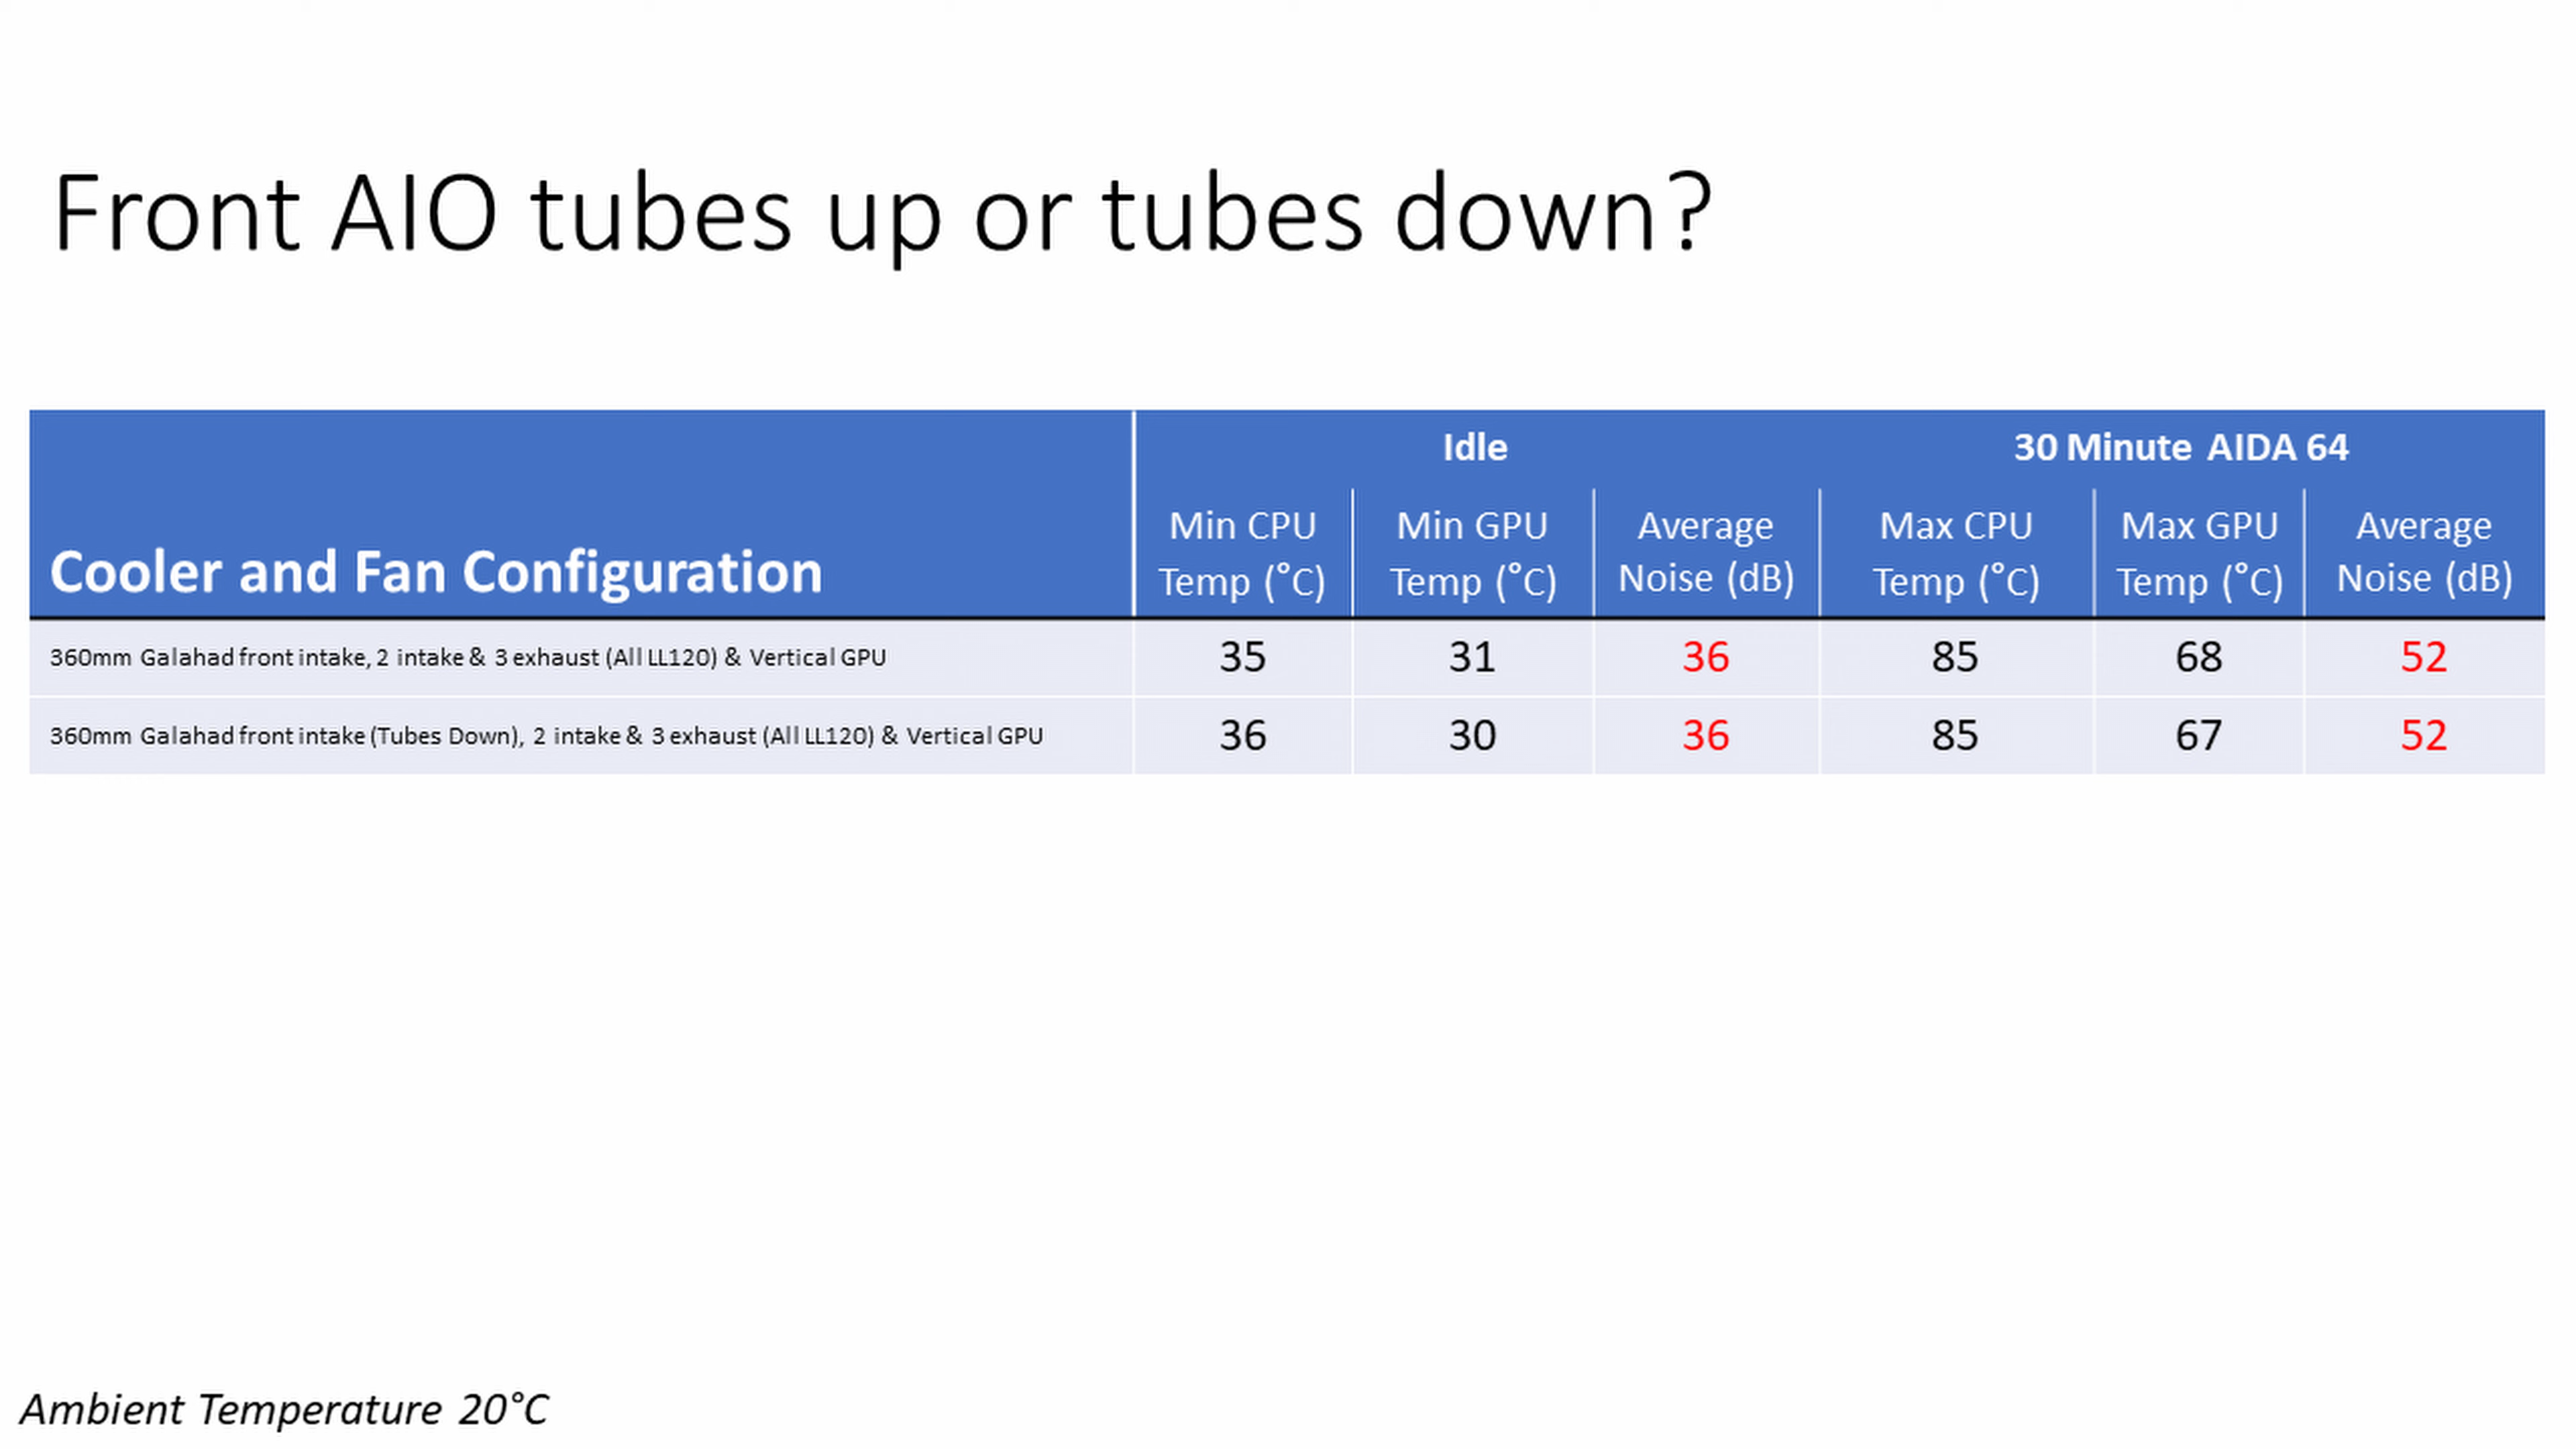 Front AIO tubes up or tubes down?
Idle
30 Minute AIDA 64
Cooler and Fan Configuration
Min CPU
Temp (°C)
Min GPU
Temp (°C)
Average
Noise (dB)
Max CPU
Temp (°C)
Max GPU
Temp (°C)
Average
Noise (dB)
360mm Galahad front intake, 2 intake & 3 exhaust (All LL120) & Vertical GPU 35 31 36 85 68 52
360mm Galahad front intake (Tubes Down), 2 intake & 3 exhaust (All LL120) & Vertical GPU 36 30 36 85 67 52
Ambient Temperature 20°C